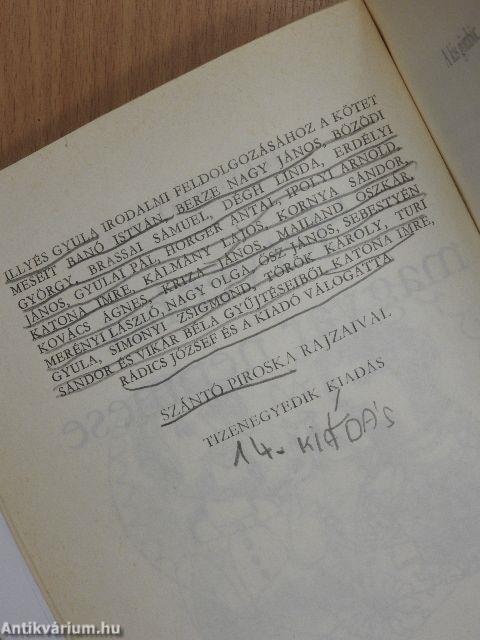 ILLYÉS GYULA IRODALMI FELDOLGOZÁSÁHOZ A KÖTET
MESÉIT BANÓ ISTVÁN, BERZE NAGY JÁNOS, BÖZÖDI
GYÖRGY, BRASSAI SÁMUEL, DÉGH LINDA, ERDÉLYI
JÁNOS, GYULAI PÁL, HORGER ANTAL, IPOLYI ARNOLD,
KATONA IMRE, KÁLMÁNY LAJOS, KORNYA SÁNDOR,
KOVÁCS ÁGNES, KRIZA JÁNOS, MAILAND OSZKÁR,
MERÉNYI LÁSZLÓ, NAGY OLGA, ŐSZ JÁNOS, SEBESTYÉN
GYULA, SIMONYI ZSIGMOND, TÖRÖK KÁROLY, TURI
SÁNDOR ÉS VIKÁR BÉLA GYŰJTÉSEIBŐL KATONA IMRE,
RÁDICS JÓZSEF ÉS A KIADÓ VÁLOGATTA
SZÁNTÓ PIROSKA RAJZAIVAL
TIZENEGYEDIK KIADÁS
14. KIADÁS
Antikvárium.hu